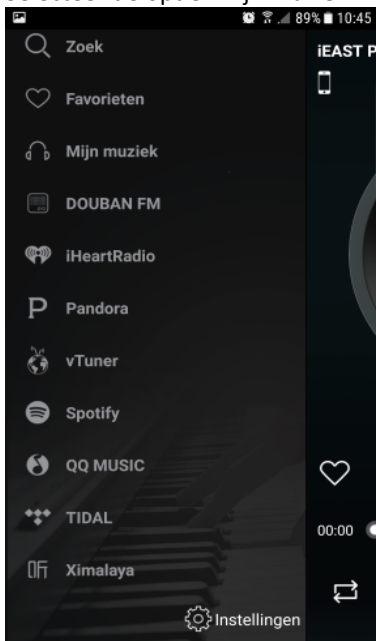 89% 10:45
Zoek
iEAST P
Favorieten
Mijn muziek
DOUBAN FM
iHeartRadio
Pandora
vTuner
Spotify
QQ MUSIC
TIDAL
00:00
Ximalaya
Instellingen